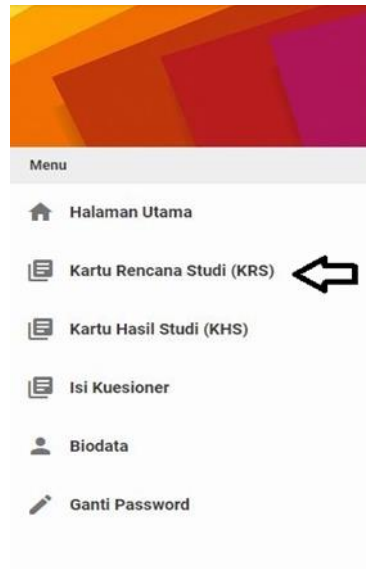 Menu
Halaman Utama
Kartu Rencana Studi (KRS)
Kartu Hasil Studi (KHS)
Isi Kuesioner
Biodata
Ganti Password